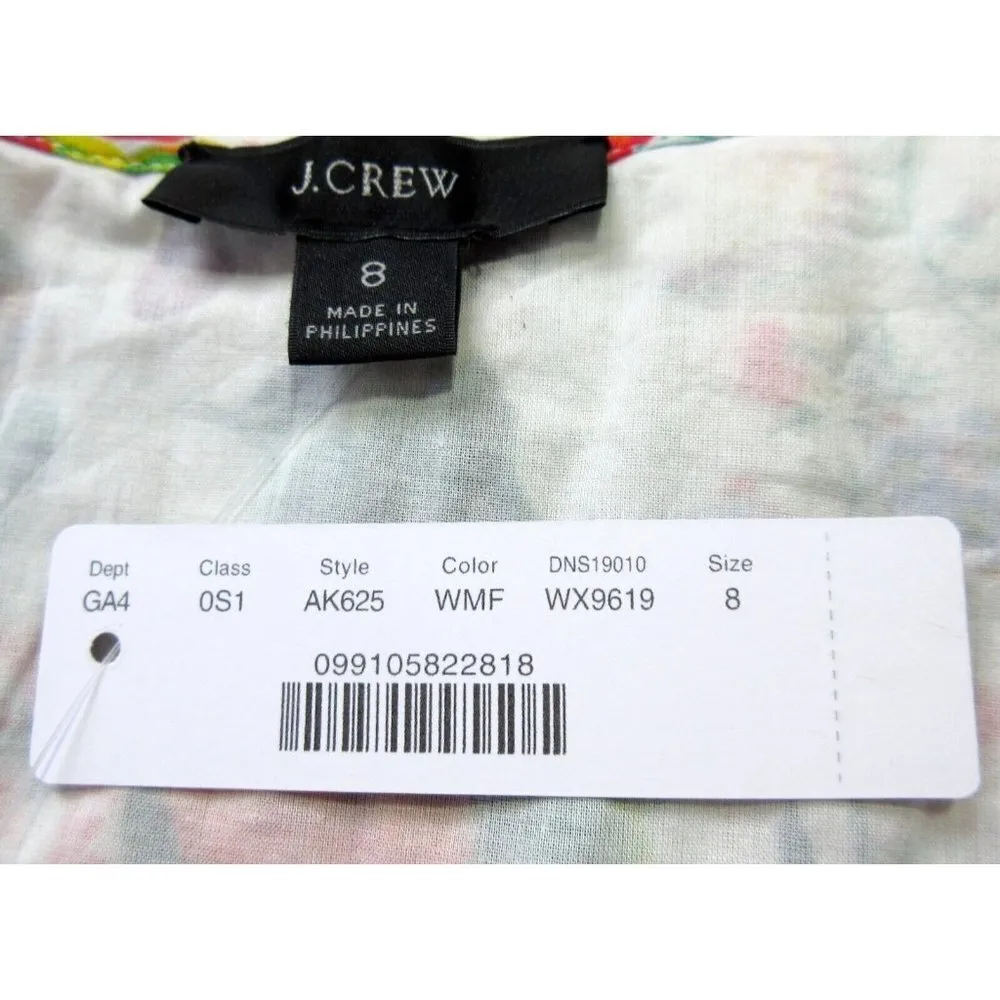 J.CREW
8
MADE IN
PHILIPPINES
Dept Class Style Color DNS19010 Size
GA4 0S1 AK625 WMF WX9619 8
099105822818